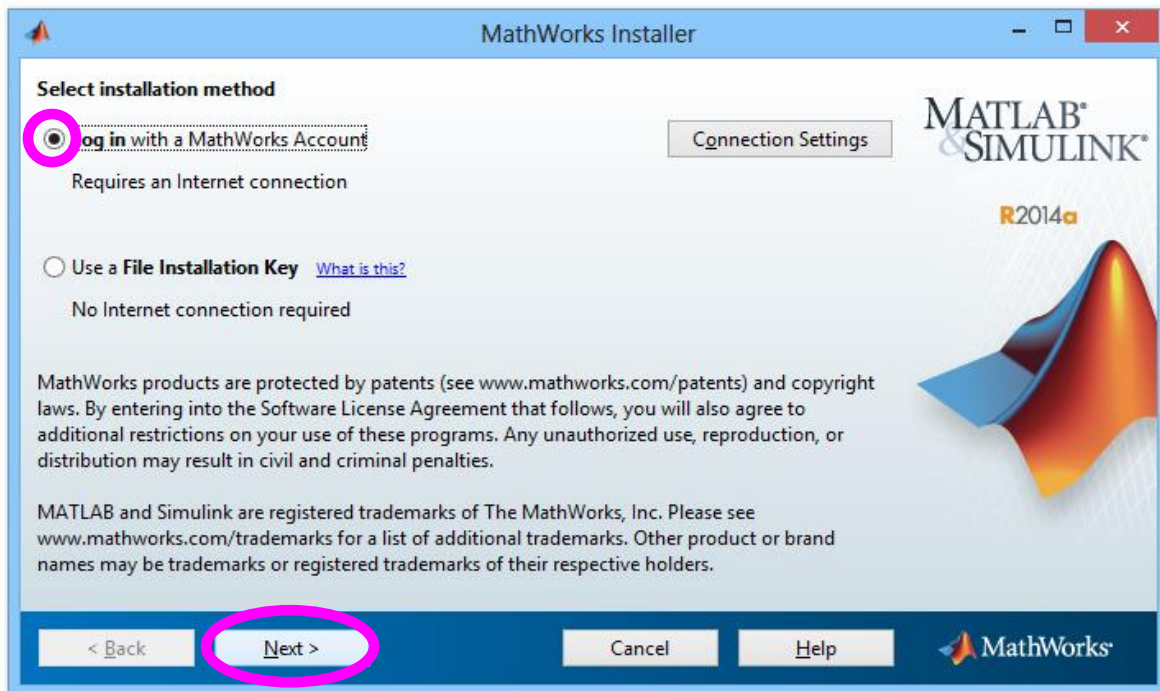 MathWorks Installer
Select installation method
Log in with a MathWorks Account
Connection Settings
Requires an Internet connection
Use a File Installation Key What is this?
No Internet connection required
MathWorks products are protected by patents (see www.mathworks.com/patents) and copyright
laws. By entering into the Software License Agreement that follows, you will also agree to
additional restrictions on your use of these programs. Any unauthorized use, reproduction, or
distribution may result in civil and criminal penalties.
MATLAB and Simulink are registered trademarks of The MathWorks, Inc. Please see
www.mathworks.com/trademarks for a list of additional trademarks. Other product or brand
names may be trademarks or registered trademarks of their respective holders.
MATLAB®
&SIMULINK®
R2014a
< Back
Next >
Cancel
Help
MathWorks®